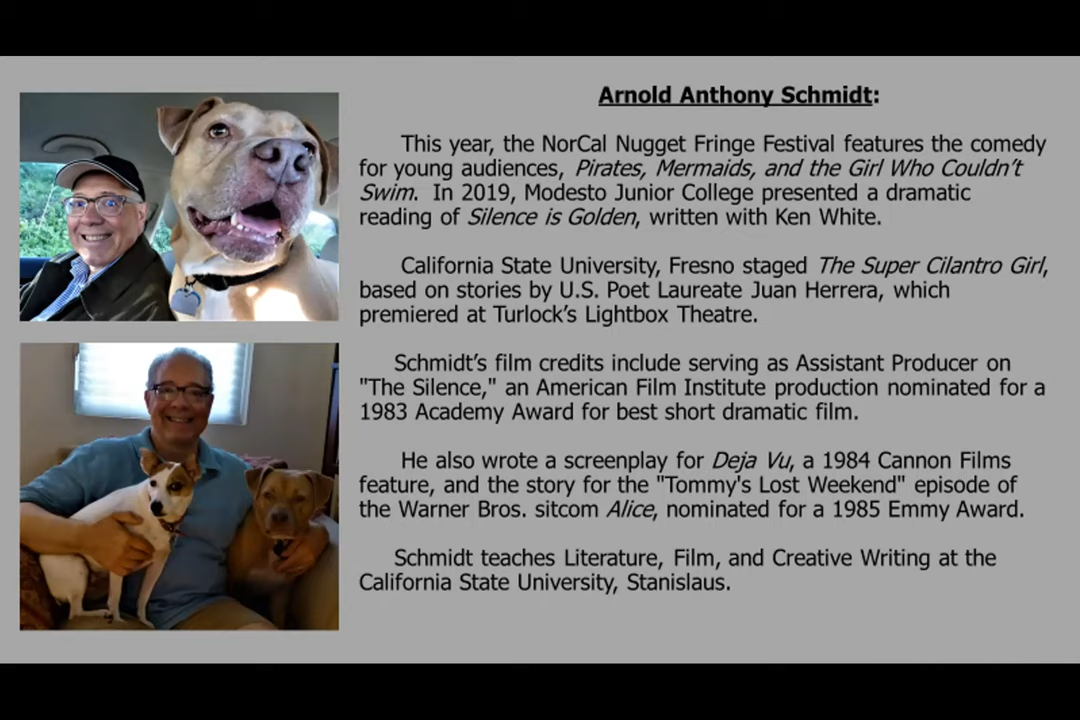 Arnold Anthony Schmidt:
This year, the NorCal Nugget Fringe Festival features the comedy
for young audiences, Pirates, Mermaids, and the Girl Who Couldn't
Swim. In 2019, Modesto Junior College presented a dramatic
reading of Silence is Golden, written with Ken White.
California State University, Fresno staged The Super Cilantro Girl,
based on stories by U.S. Poet Laureate Juan Herrera, which
premiered at Turlock's Lightbox Theatre.
Schmidt's film credits include serving as Assistant Producer on
"The Silence," an American Film Institute production nominated for a
1983 Academy Award for best short dramatic film.
He also wrote a screenplay for Deja Vu, a 1984 Cannon Films
feature, and the story for the "Tommy's Lost Weekend" episode of
the Warner Bros. sitcom Alice, nominated for a 1985 Emmy Award.
Schmidt teaches Literature, Film, and Creative Writing at the
California State University, Stanislaus.